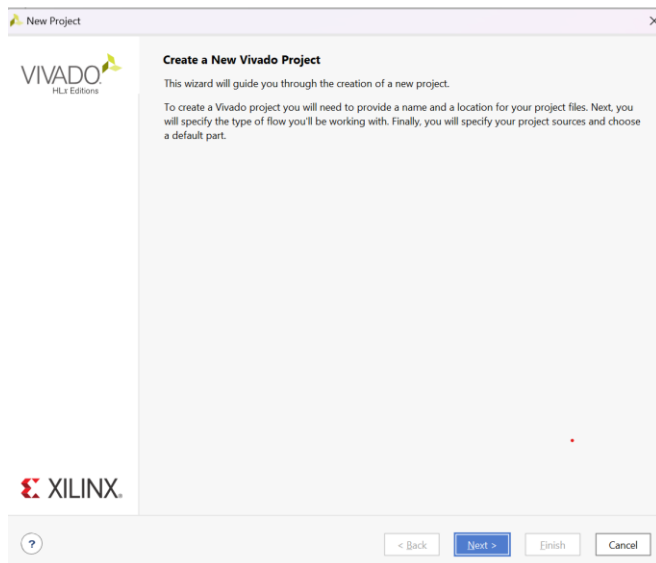 New Project
VIVADO.
HLx Editions
Create a New Vivado Project
This wizard will guide you through the creation of a new project.
To create a Vivado project you will need to provide a name and a location for your project files. Next, you
will specify the type of flow you'll be working with. Finally, you will specify your project sources and choose
a default part.
XILINX.
?
< Back
Next >
Finish
Cancel